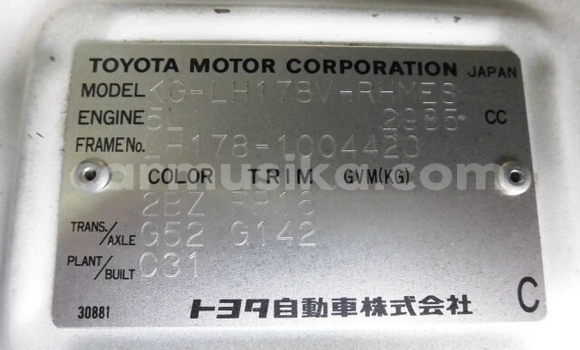 TOYOTA MOTOR CORPORATION JAPAN
MODEL KG-LH178V-RHMES
ENGINE 5L 2985 CC
FRAME No. LH178-1004423
carmusika.com
COLOR TRIM GVM(KG)
2BZ
TRANS./AXLE G52 G142
PLANT/BUILT C31
30881 トヨタ自動車株式会社 C